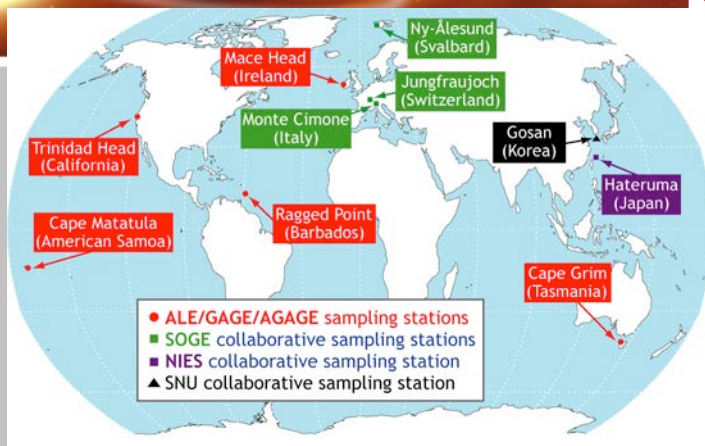 Ny-Ålesund
(Svalbard)
Mace Head
(Ireland)
Jungfraujoch
(Switzerland)
Monte Cimone
(Italy)
Gosan
(Korea)
Trinidad Head
(California)
Hateruma
(Japan)
Ragged Point
(Barbados)
Cape Matatula
(American Samoa)
Cape Grim
(Tasmania)
ALE/GAGE/AGAGE sampling stations
SOGE collaborative sampling stations
NIES collaborative sampling station
SNU collaborative sampling station